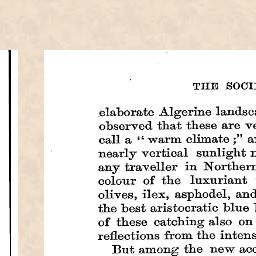 THE SOCI
elaborate Algerine landsca
observed that these are ve
call a "warm climate;" a
nearly vertical sunlight
any traveller in Northern
colour of the luxuriant
olives, ilex, asphodel, and
the best aristocratic blue
of these catching also on
reflections from the intens
But among the new acc